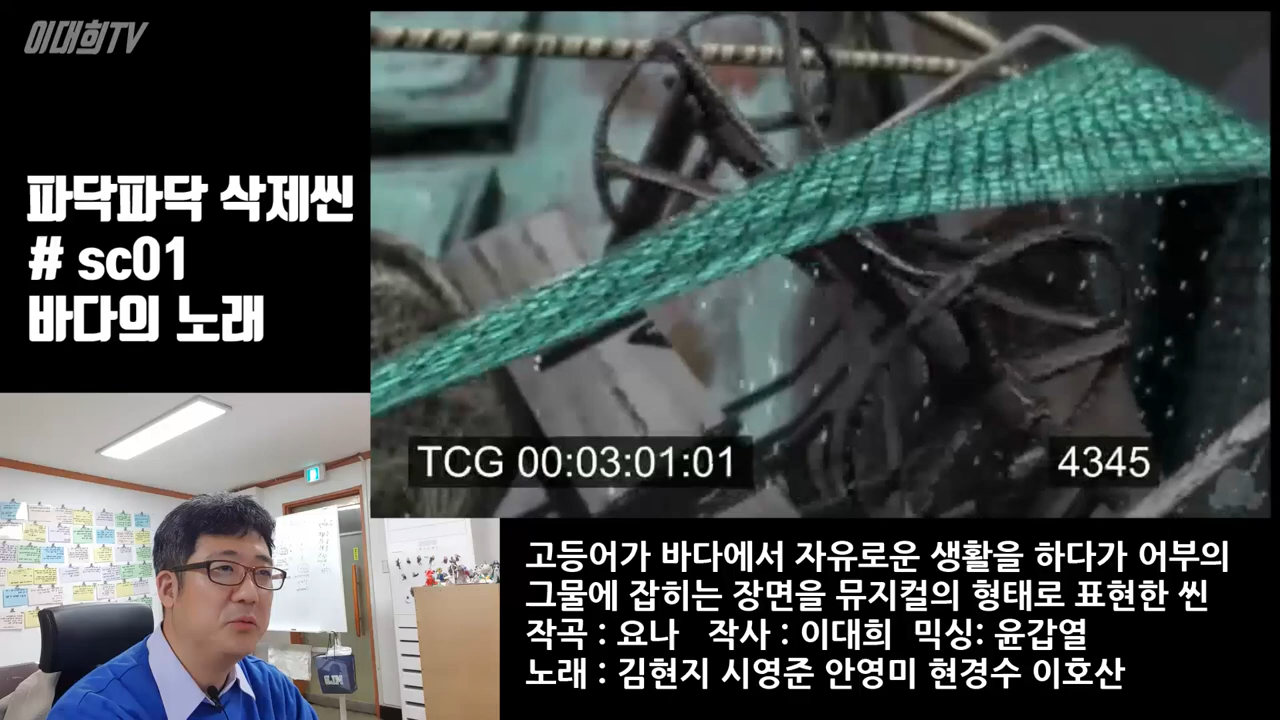 이대희TV
파닥파닥 삭제씬
# sc01
바다의 노래
TCG 00:03:01:01
4345
고등어가 바다에서 자유로운 생활을 하다가 어부의
그물에 잡히는 장면을 뮤지컬의 형태로 표현한 씬
작곡 : 요나 작사 : 이대희 믹싱: 윤갑열
노래 : 김현지 시영준 안영미 현경수 이호산